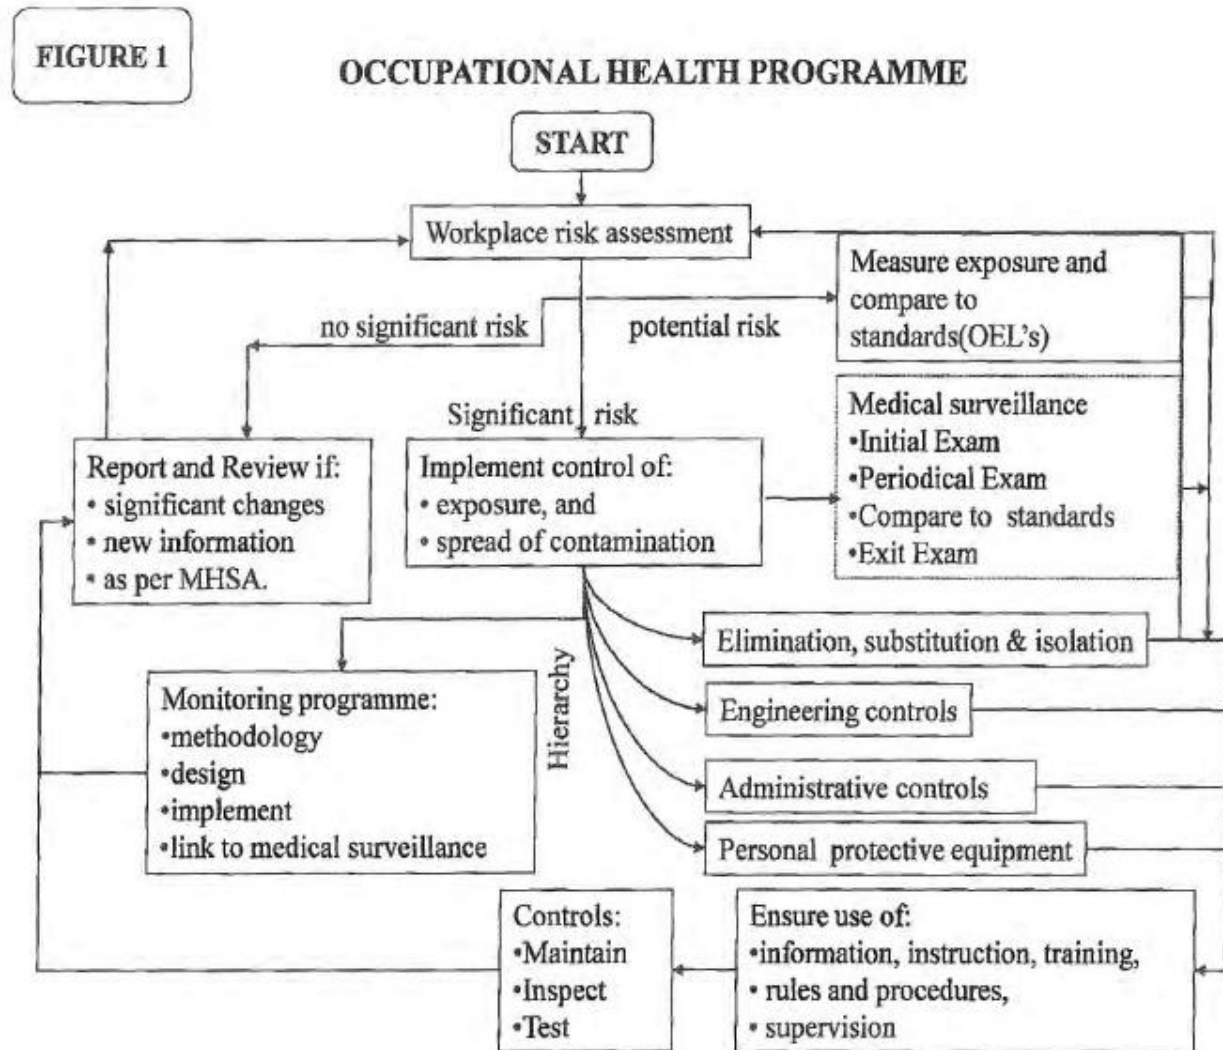 FIGURE 1
OCCUPATIONAL HEALTH PROGRAMME
START
Workplace risk assessment
Measure exposure and
compare to
standards(OEL's)
no significant risk
potential risk
Significant risk
Medical surveillance
•Initial Exam
•Periodical Exam
•Compare to standards
•Exit Exam
Report and Review if:
• significant changes
• new information
• as per MHSA.
Implement control of:
• exposure, and
• spread of contamination
Hierarchy
Elimination, substitution & isolation
Engineering controls
Administrative controls
Personal protective equipment
Monitoring programme:
•methodology
•design
•implement
•link to medical surveillance
Controls:
•Maintain
•Inspect
•Test
Ensure use of:
•information, instruction, training,
• rules and procedures,
• supervision